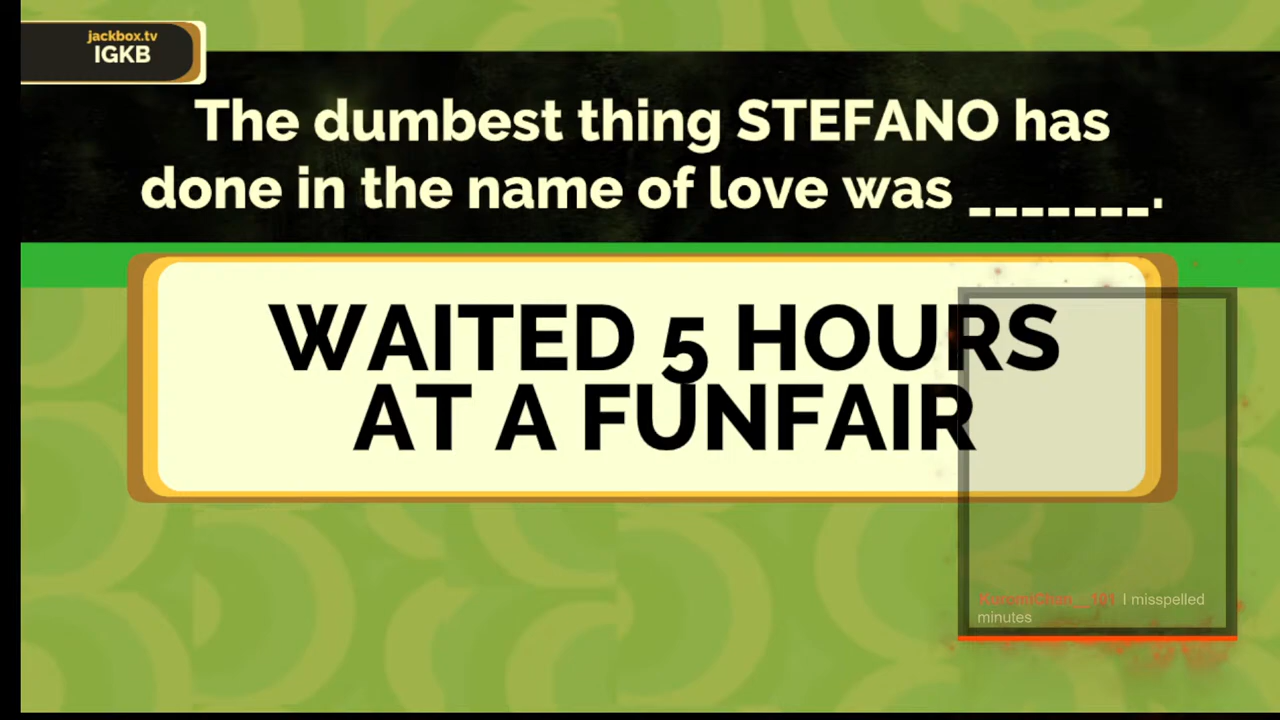 jackbox.tv
IGKB
The dumbest thing STEFANO has
done in the name of love was _______.
WAITED 5 HOURS
AT A FUNFAIR
I misspelled
minutes